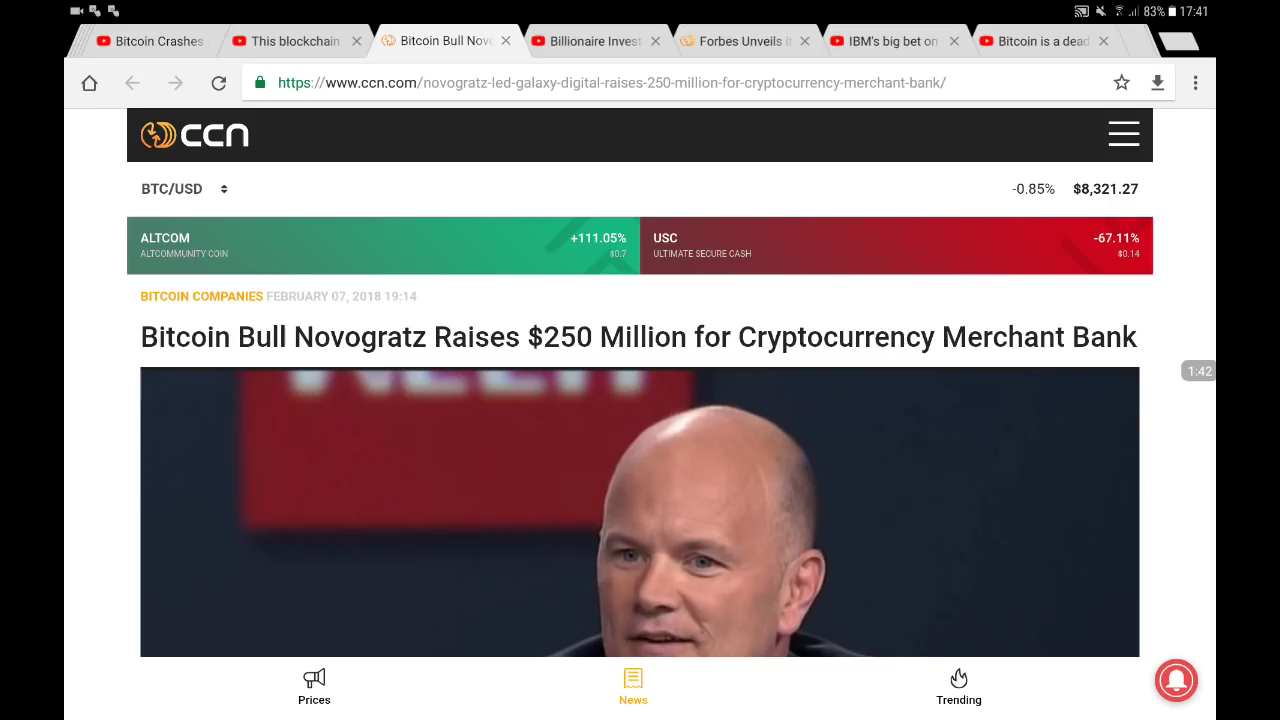 83% 17:41
Bitcoin Crashes
This blockchain
Bitcoin Bull Nov
Billionaire Invest
Forbes Unveils it
IBM's big bet on
Bitcoin is a dead
https://www.ccn.com/novogratz-led-galaxy-digital-raises-250-million-for-cryptocurrency-merchant-bank/
ccn
BTC/USD -0.85% $8,321.27
ALTCOM +111.05%
ALTCOMMUNITY COIN $0.7
USC -67.11%
ULTIMATE SECURE CASH $0.14
BITCOIN COMPANIES FEBRUARY 07, 2018 19:14
Bitcoin Bull Novogratz Raises $250 Million for Cryptocurrency Merchant Bank
1:42
Prices
News
Trending